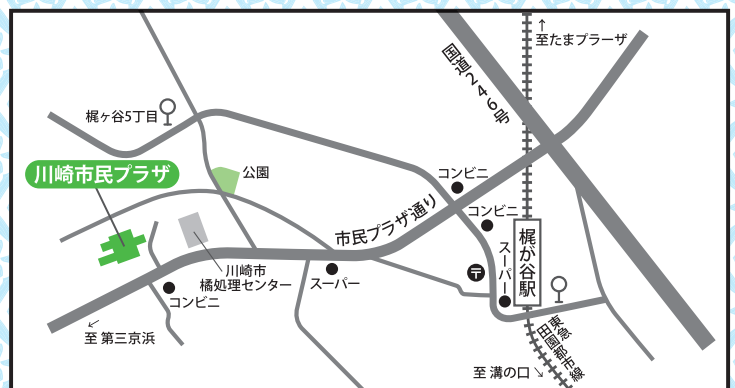 ↑
至たまプラーザ
国道246号
梶ヶ谷5丁目
川崎市民プラザ
公園
コンビニ
コンビニ
市民プラザ通り
梶が谷駅
スーパー
〒
川崎市
橘処理センター
スーパー
コンビニ
←
至 第三京浜
東急
田園都市線
至 溝の口↘